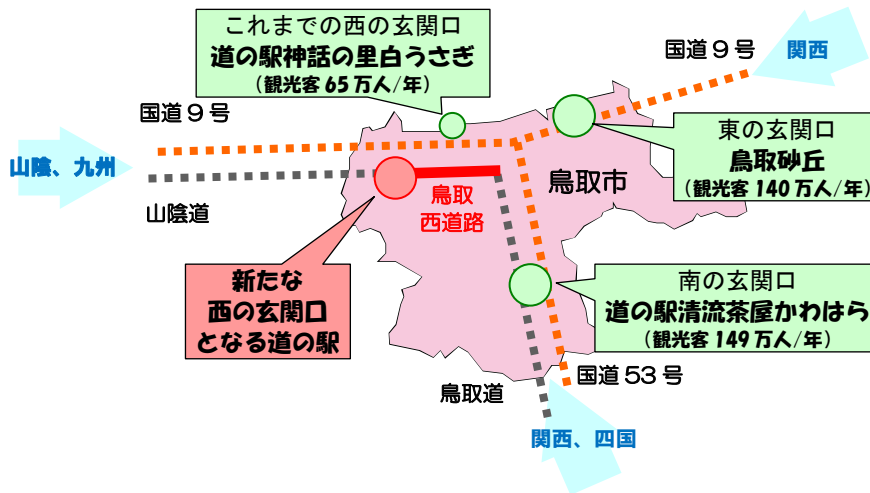 これまでの西の玄関口
道の駅神話の里白うさぎ
(観光客 65 万人/年)
国道 9 号
関西
国道 9 号
東の玄関口
鳥取砂丘
(観光客 140 万人/年)
山陰、九州
鳥取市
鳥取
西道路
山陰道
新たな
西の玄関口
となる道の駅
南の玄関口
道の駅清流茶屋かわはら
(観光客 149 万人/年)
国道 53 号
鳥取道
関西、四国